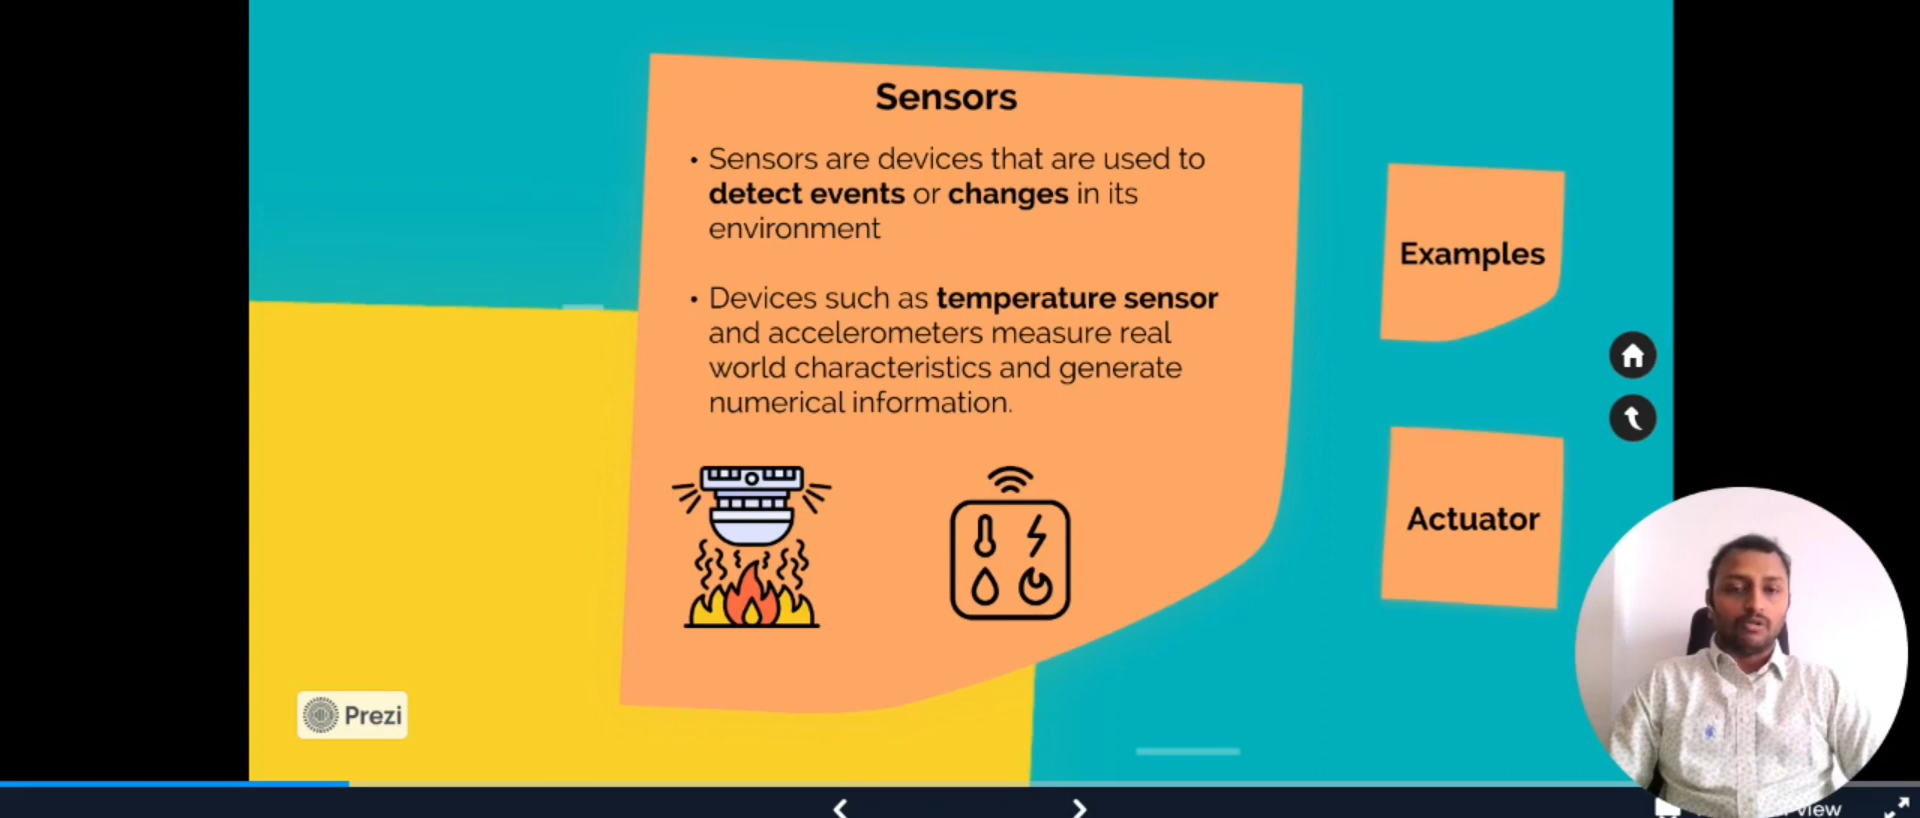 Sensors
• Sensors are devices that are used to
detect events or changes in its
environment
• Devices such as temperature sensor
and accelerometers measure real
world characteristics and generate
numerical information.
Examples
Actuator
Prezi
view